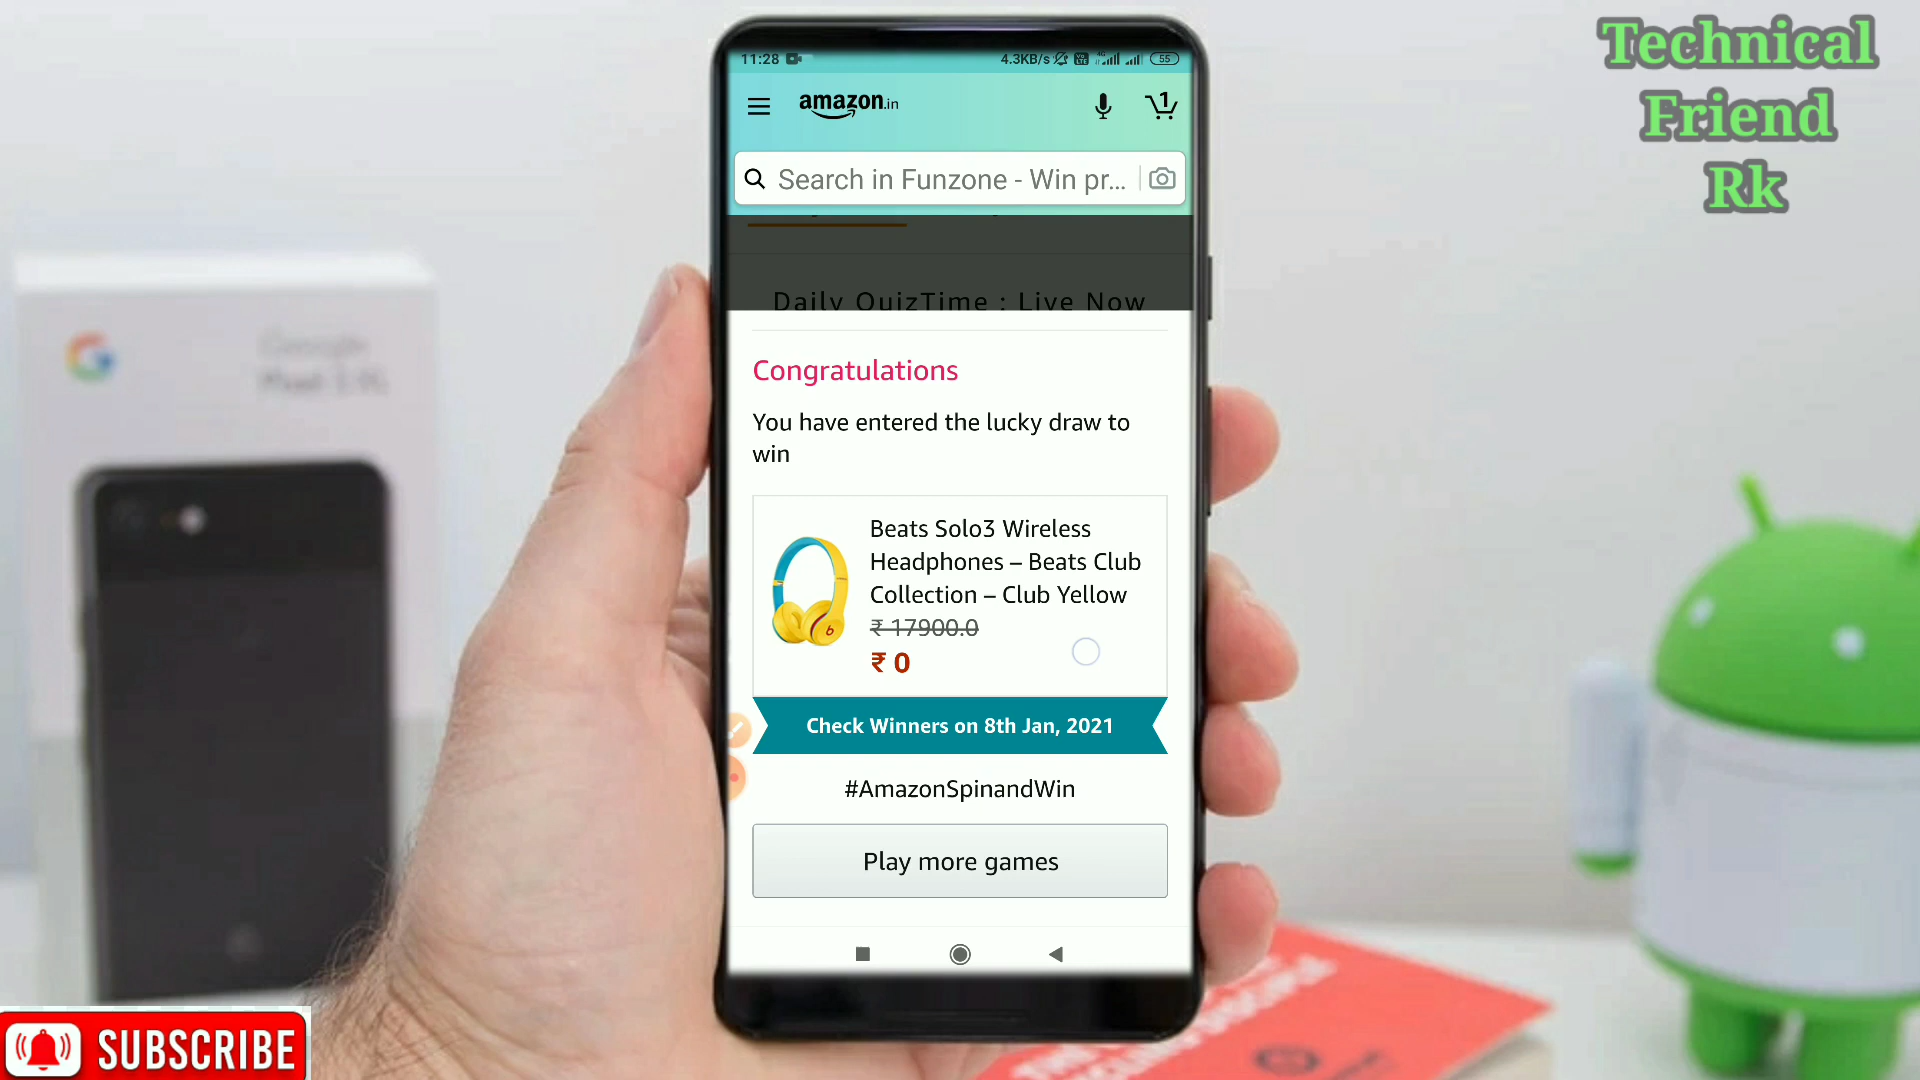 Technical
Friend
Rk
11:28
4.3KB/s
55
amazon.in
1
Search in Funzone - Win pr...
Daily QuizTime : Live Now
Congratulations
You have entered the lucky draw to
win
Beats Solo3 Wireless
Headphones – Beats Club
Collection – Club Yellow
₹ 17900.0
₹ 0
Check Winners on 8th Jan, 2021
#AmazonSpinandWin
Play more games
SUBSCRIBE